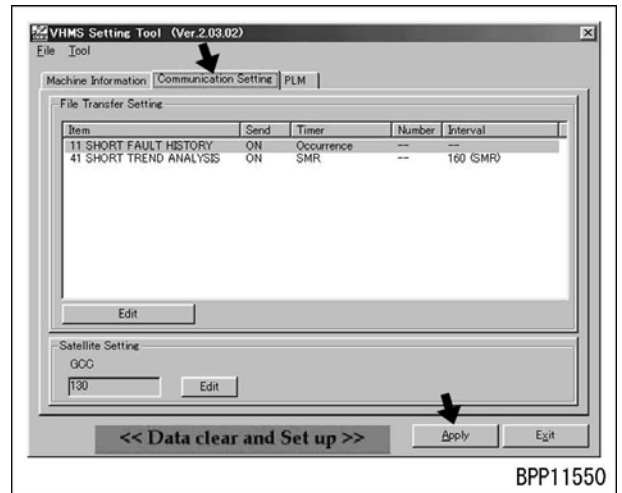 VHMS Setting Tool (Ver.2.03.02)
File Tool
Machine Information Communication Setting PLM
File Transfer Setting
Item Send Timer Number Interval
11 SHORT FAULT HISTORY ON Occurrence -- --
41 SHORT TREND ANALYSIS ON SMR -- 160 (SMR)
Edit
Satellite Setting
GCC
130 Edit
<< Data clear and Set up >> Apply Exit
BPP11550